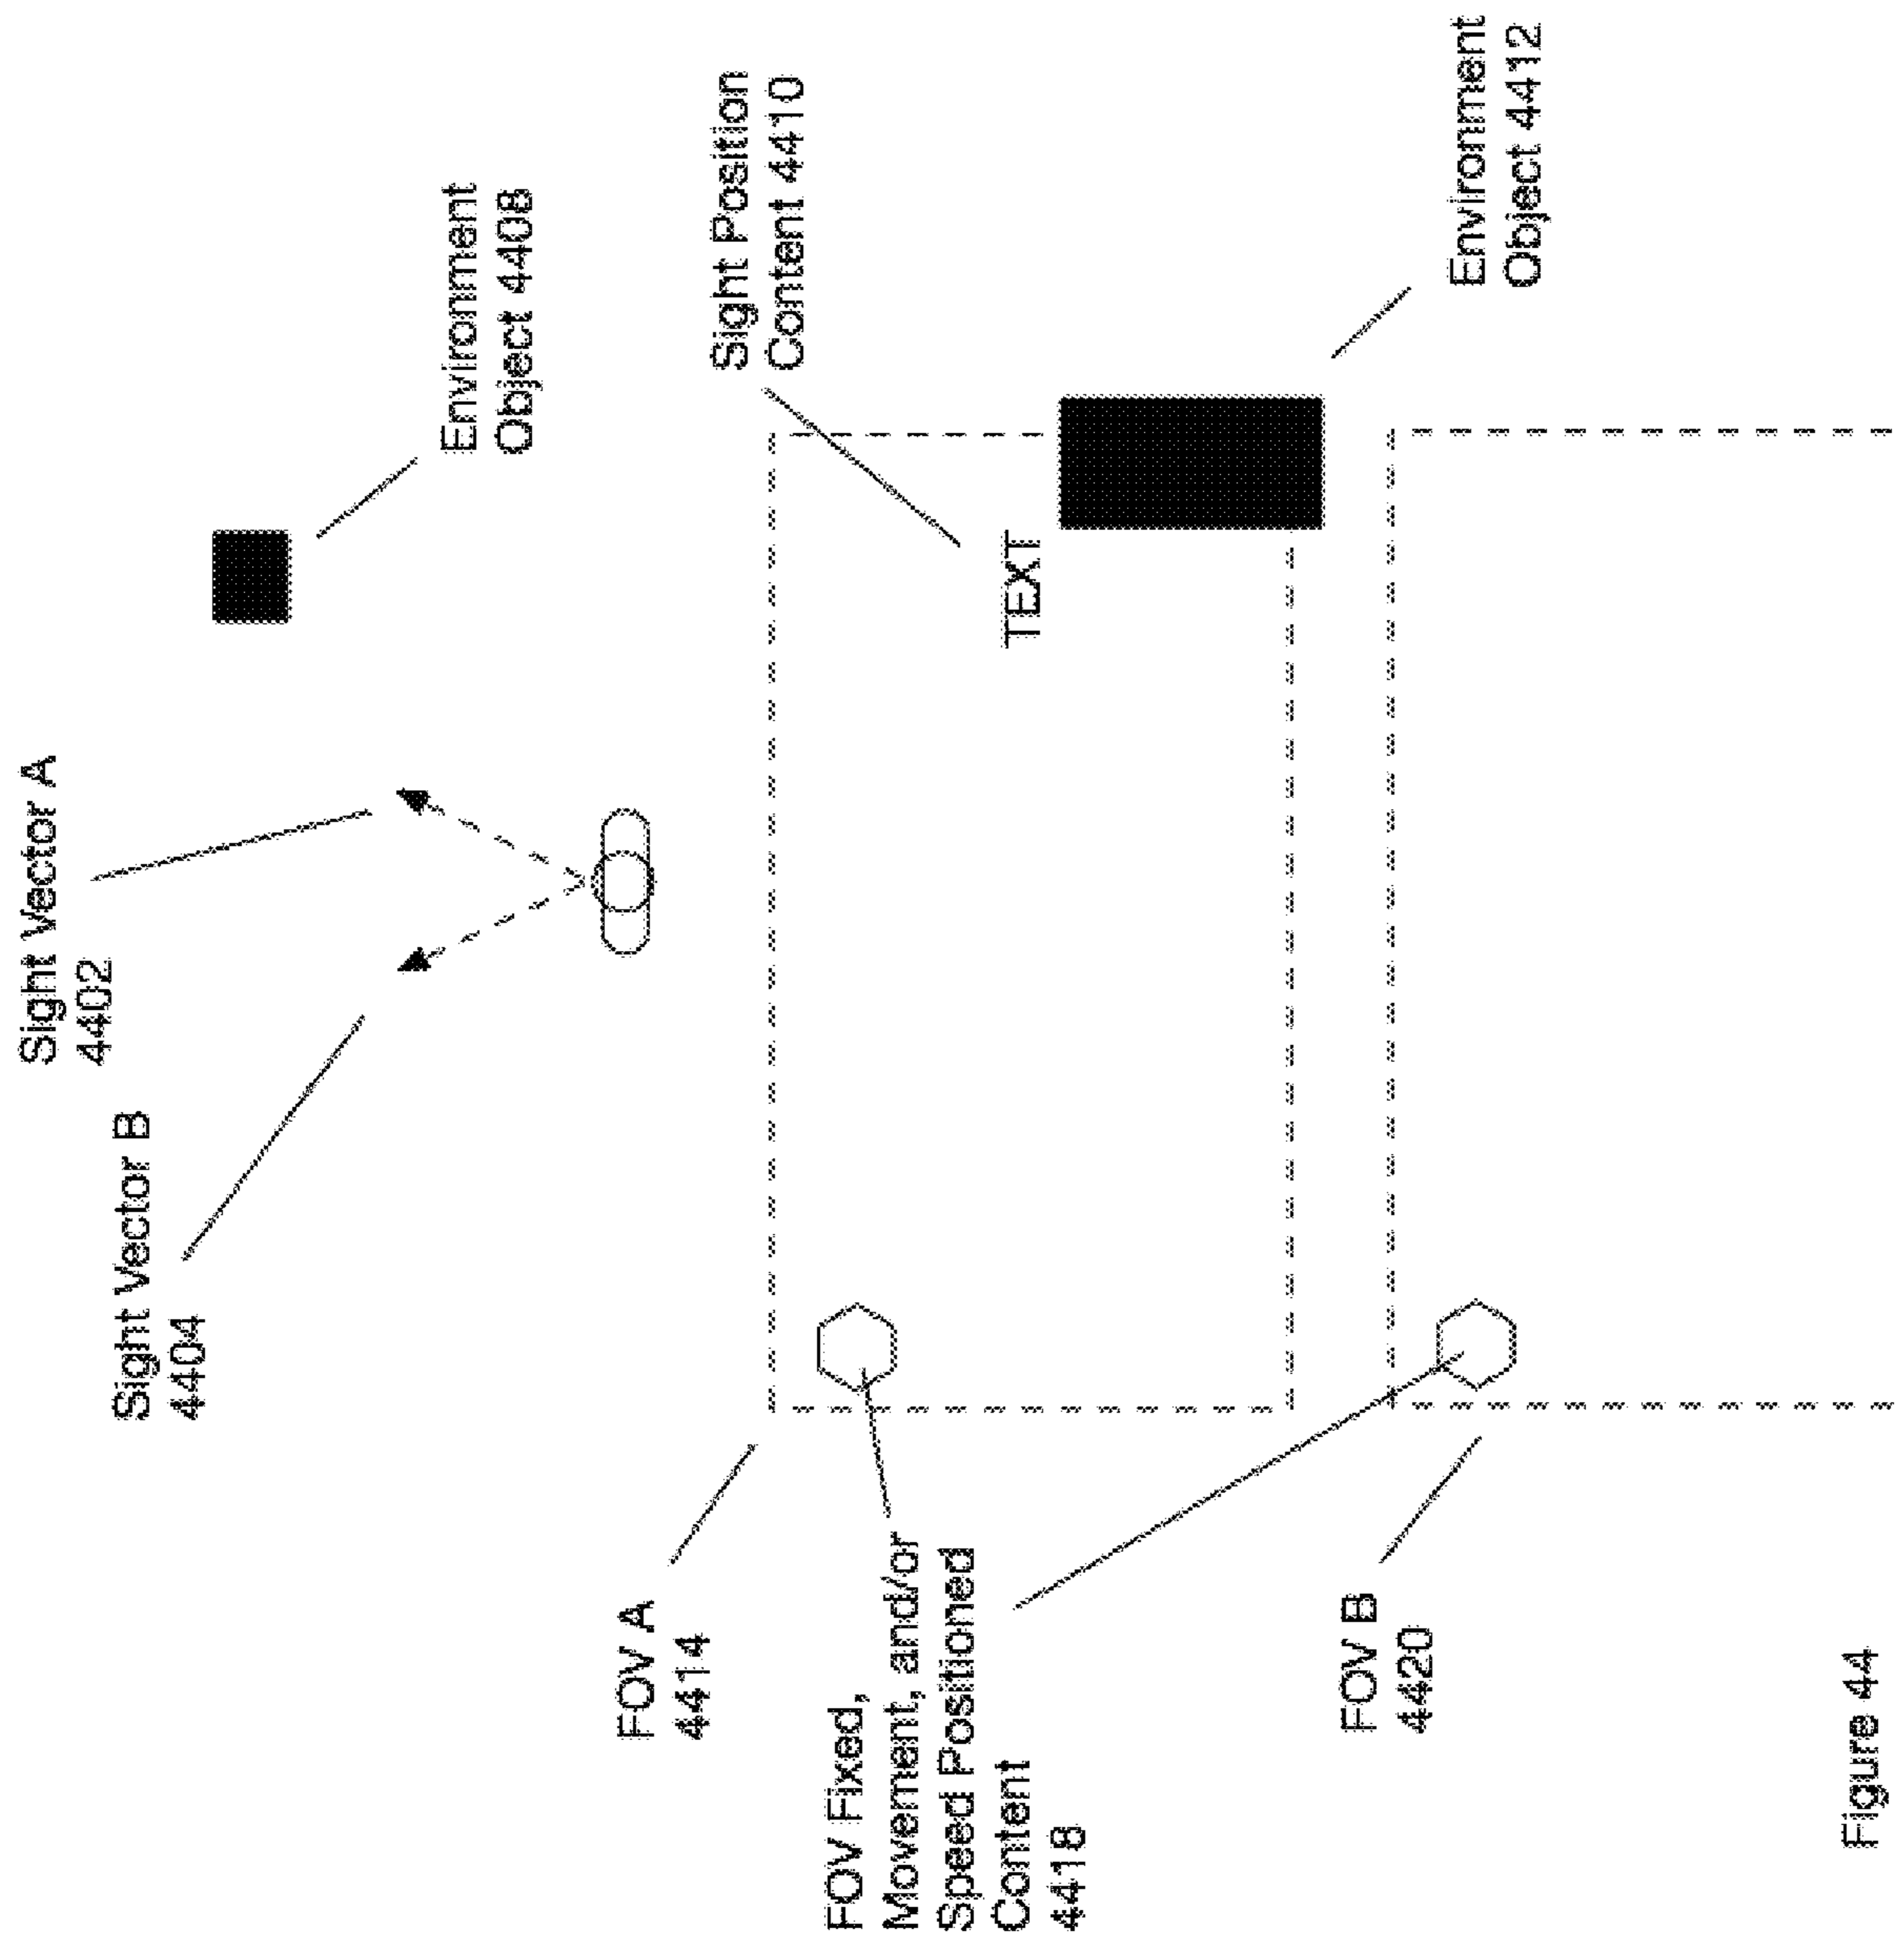 Sight Vector A
4402
Sight Vector B
4404
Environment
Object 4408
FOV A
4414
Sight Position
Content 4410
FOV Fixed,
Movement, and/or
Speed Positioned
Content
4418
TEXT
Environment
Object 4412
FOV B
4420
Figure 44